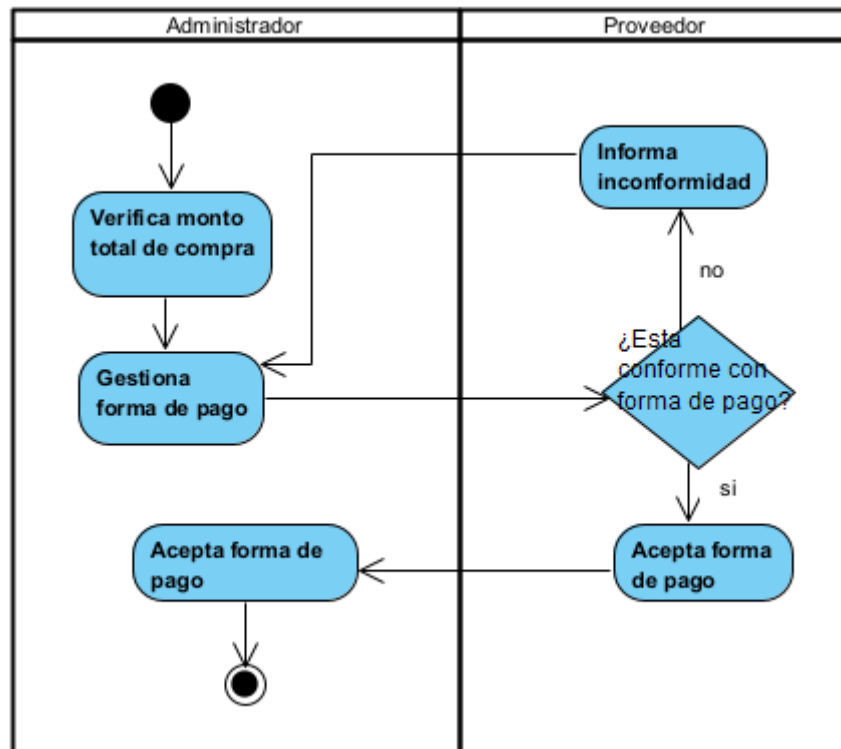 Administrador
Proveedor
Verifica monto
total de compra
Gestiona
forma de pago
Informa
inconformidad
no
¿Esta
conforme con
forma de pago?
si
Acepta forma
de pago
Acepta forma de
pago